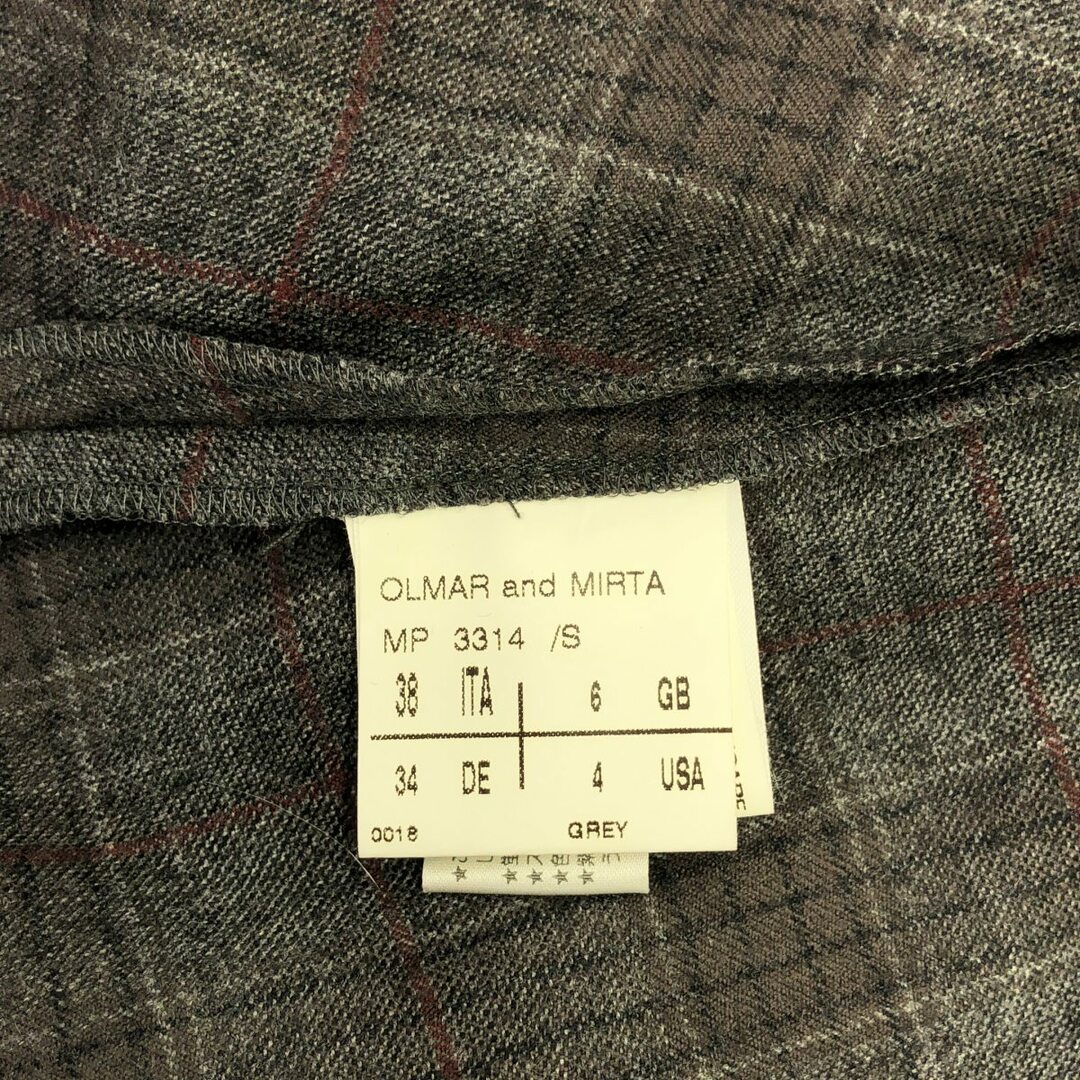 OLMAR and MIRTA
MP 3314 /S
38 ITA 6 GB
34 DE 4 USA
0018 GREY